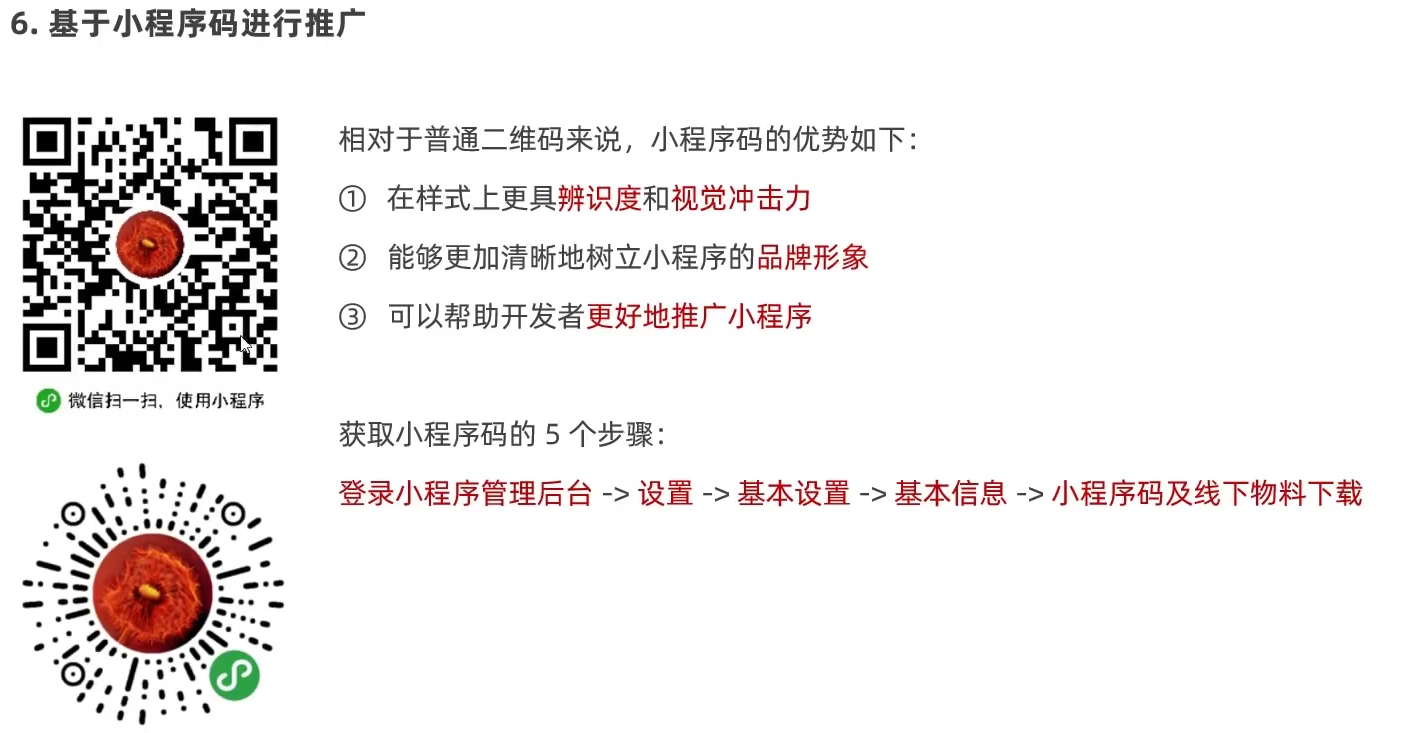 6. 基于小程序码进行推广
微信扫一扫，使用小程序
相对于普通二维码来说，小程序码的优势如下：
① 在样式上更具辨识度和视觉冲击力
② 能够更加清晰地树立小程序的品牌形象
③ 可以帮助开发者更好地推广小程序
获取小程序码的 5 个步骤：
登录小程序管理后台 -> 设置 -> 基本设置 -> 基本信息 -> 小程序码及线下物料下载